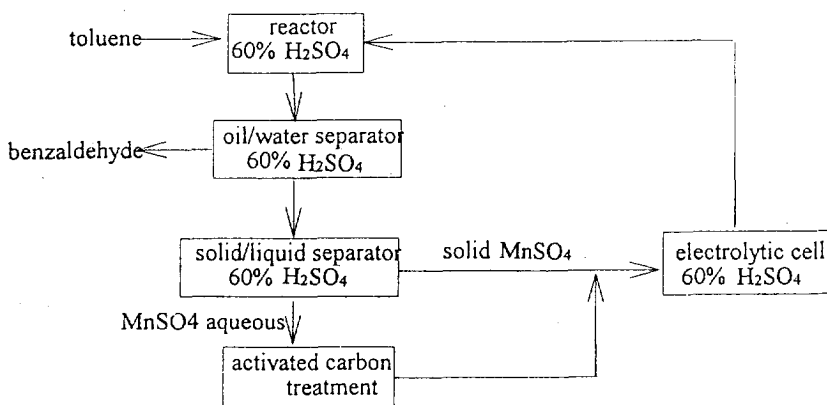 toluene
reactor
60% H₂SO₄
oil/water separator
60% H₂SO₄
benzaldehyde
solid/liquid separator
60% H₂SO₄
solid MnSO₄
electrolytic cell
60% H₂SO₄
MnSO4 aqueous
activated carbon
treatment